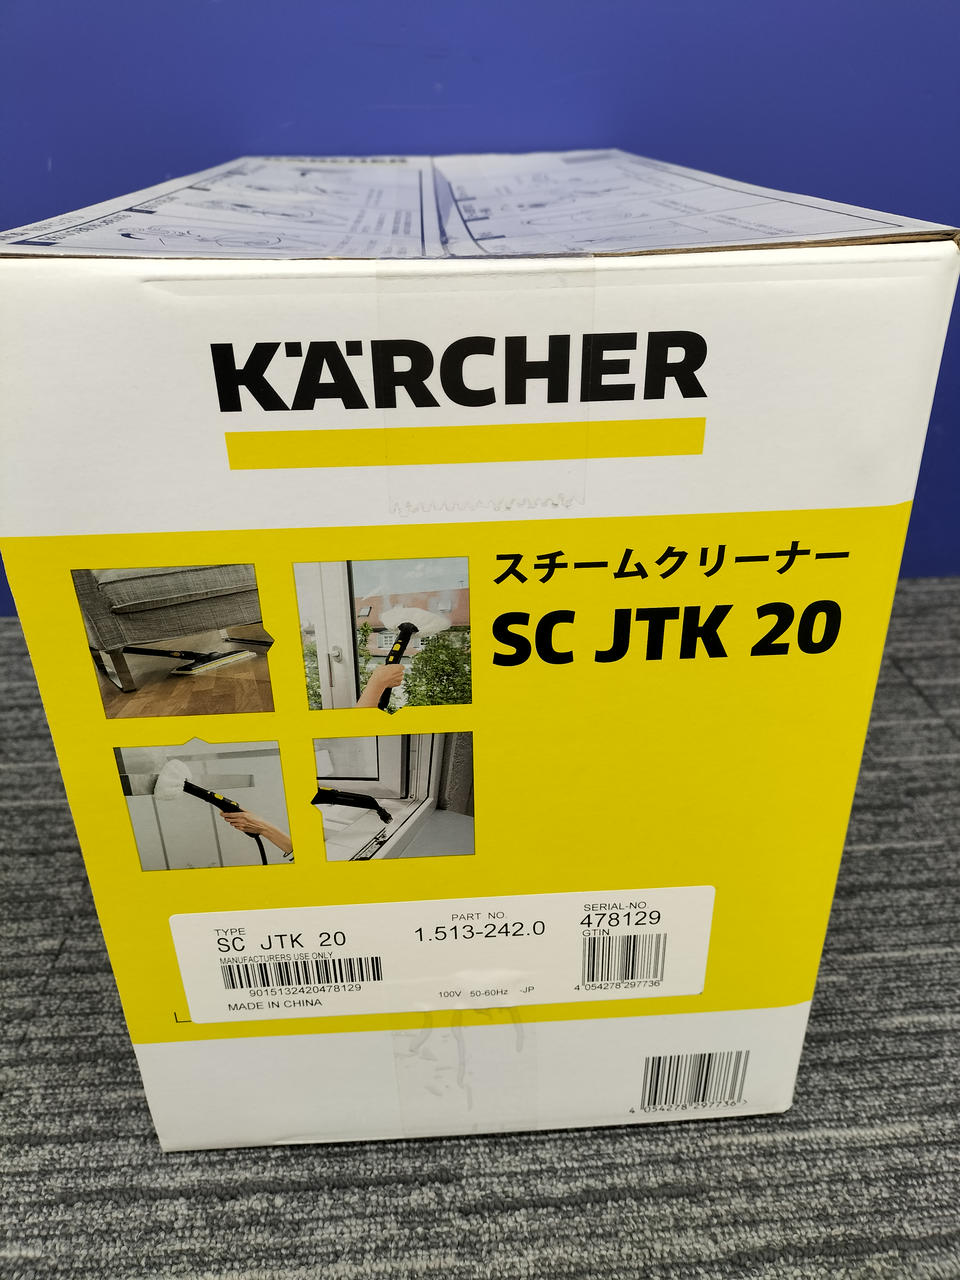 KÄRCHER
KÄRCHER
スチームクリーナー
SC JTK 20
TYPE
SC JTK 20
MANUFACTURERS USE ONLY
9015132420478129
MADE IN CHINA
PART NO.
1.513-242.0
100V 50-60Hz -JP
SERIAL-NO.
478129
GTIN
4 054278 297736
4 054278 297736 >